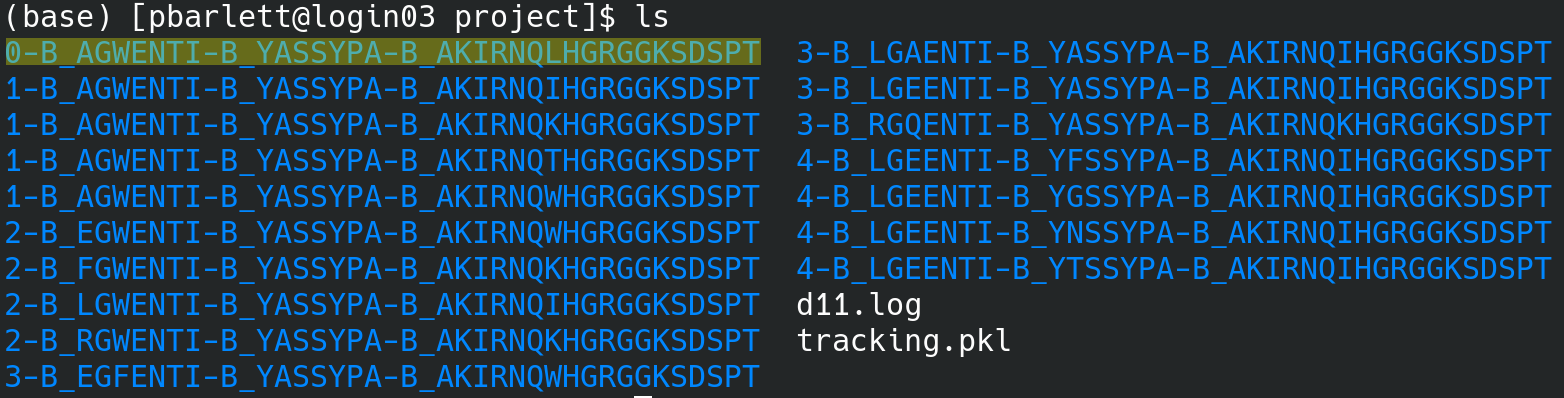 (base) [pbarlett@login03 project]$ ls
0-B_AGWENTI-B_YASSYPA-B_AKIRNQLHGRGGKSDSPT  3-B_LGAENTI-B_YASSYPA-B_AKIRNQIHGRGGKSDSPT
1-B_AGWENTI-B_YASSYPA-B_AKIRNQIHGRGGKSDSPT  3-B_LGEENTI-B_YASSYPA-B_AKIRNQIHGRGGKSDSPT
1-B_AGWENTI-B_YASSYPA-B_AKIRNQKHGRGGKSDSPT  3-B_RGQENTI-B_YASSYPA-B_AKIRNQKHGRGGKSDSPT
1-B_AGWENTI-B_YASSYPA-B_AKIRNQTHGRGGKSDSPT  4-B_LGEENTI-B_YFSSYPA-B_AKIRNQIHGRGGKSDSPT
1-B_AGWENTI-B_YASSYPA-B_AKIRNQWHGRGGKSDSPT  4-B_LGEENTI-B_YGSSYPA-B_AKIRNQIHGRGGKSDSPT
2-B_EGWENTI-B_YASSYPA-B_AKIRNQWHGRGGKSDSPT  4-B_LGEENTI-B_YNSSYPA-B_AKIRNQIHGRGGKSDSPT
2-B_FGWENTI-B_YASSYPA-B_AKIRNQKHGRGGKSDSPT  4-B_LGEENTI-B_YTSSYPA-B_AKIRNQIHGRGGKSDSPT
2-B_LGWENTI-B_YASSYPA-B_AKIRNQIHGRGGKSDSPT  d11.log
2-B_RGWENTI-B_YASSYPA-B_AKIRNQKHGRGGKSDSPT  tracking.pkl
3-B_EGFENTI-B_YASSYPA-B_AKIRNQWHGRGGKSDSPT